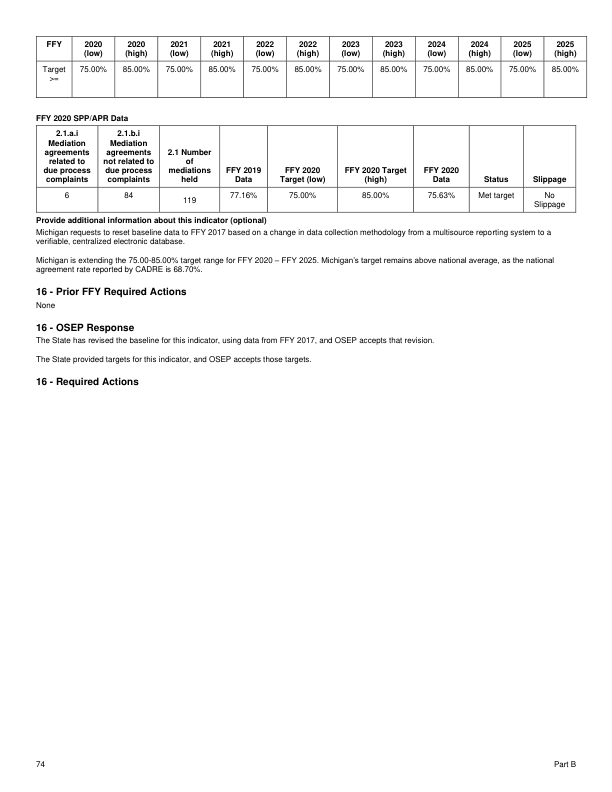 FFY 2020 (low) 2020 (high) 2021 (low) 2021 (high) 2022 (low) 2022 (high) 2023 (low) 2023 (high) 2024 (low) 2024 (high) 2025 (low) 2025 (high)
Target >= 75.00% 85.00% 75.00% 85.00% 75.00% 85.00% 75.00% 85.00% 75.00% 85.00% 75.00% 85.00%
FFY 2020 SPP/APR Data
2.1.a.i Mediation agreements related to due process complaints 2.1.b.i Mediation agreements not related to due process complaints 2.1 Number of mediations held FFY 2019 Data FFY 2020 Target (low) FFY 2020 Target (high) FFY 2020 Data Status Slippage
6 84 119 77.16% 75.00% 85.00% 75.63% Met target No Slippage
Provide additional information about this indicator (optional)
Michigan requests to reset baseline data to FFY 2017 based on a change in data collection methodology from a multisource reporting system to a
verifiable, centralized electronic database.
Michigan is extending the 75.00-85.00% target range for FFY 2020 – FFY 2025. Michigan's target remains above national average, as the national
agreement rate reported by CADRE is 68.70%.
16 - Prior FFY Required Actions
None
16 - OSEP Response
The State has revised the baseline for this indicator, using data from FFY 2017, and OSEP accepts that revision.
The State provided targets for this indicator, and OSEP accepts those targets.
16 - Required Actions
74 Part B